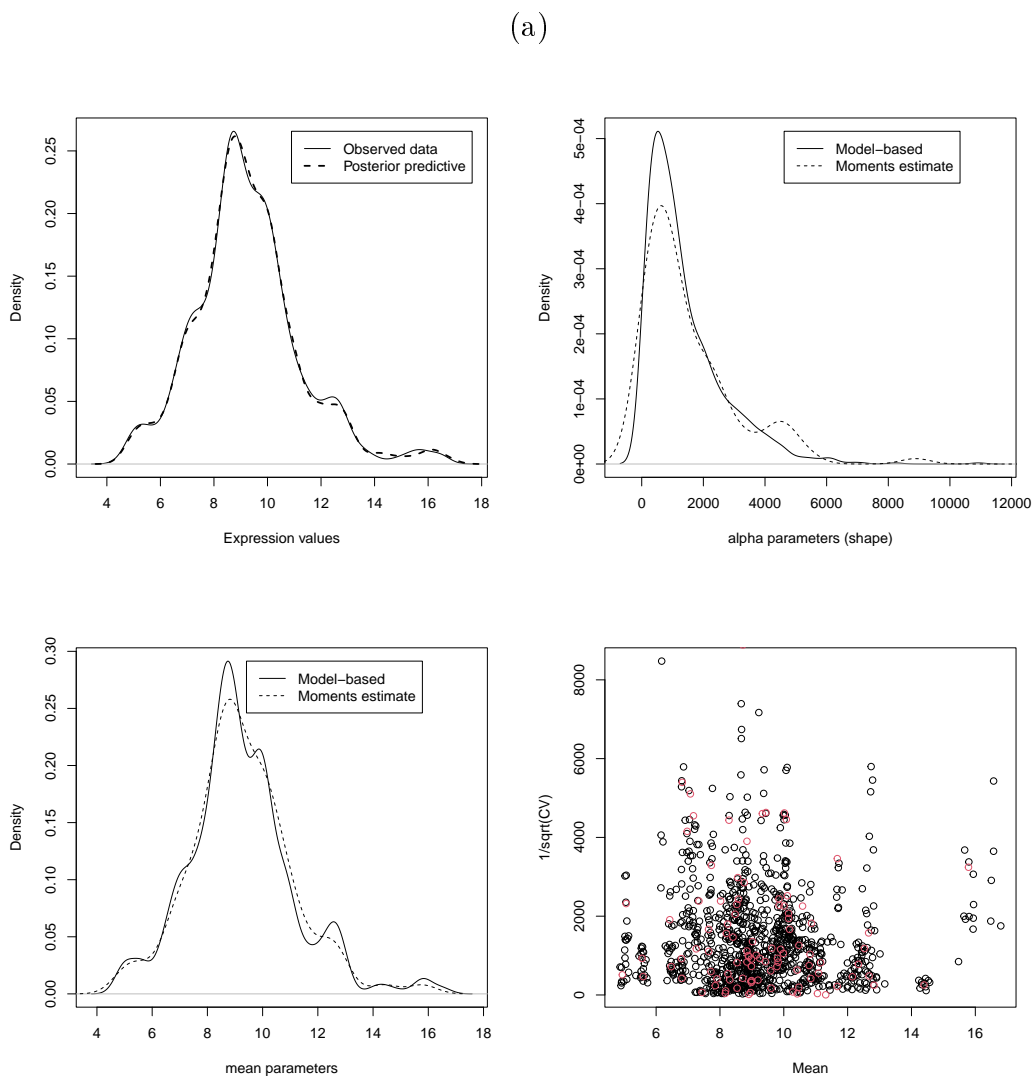 (a)
Density
0.00 0.05 0.10 0.15 0.20 0.25
Observed data
Posterior predictive
4 6 8 10 12 14 16 18
Expression values
Density
0e+00 1e−04 2e−04 3e−04 4e−04 5e−04
Model−based
Moments estimate
0 2000 4000 6000 8000 10000 12000
alpha parameters (shape)
Density
0.00 0.05 0.10 0.15 0.20 0.25 0.30
Model−based
Moments estimate
4 6 8 10 12 14 16 18
mean parameters
1/sqrt(CV)
0 2000 4000 6000 8000
6 8 10 12 14 16
Mean